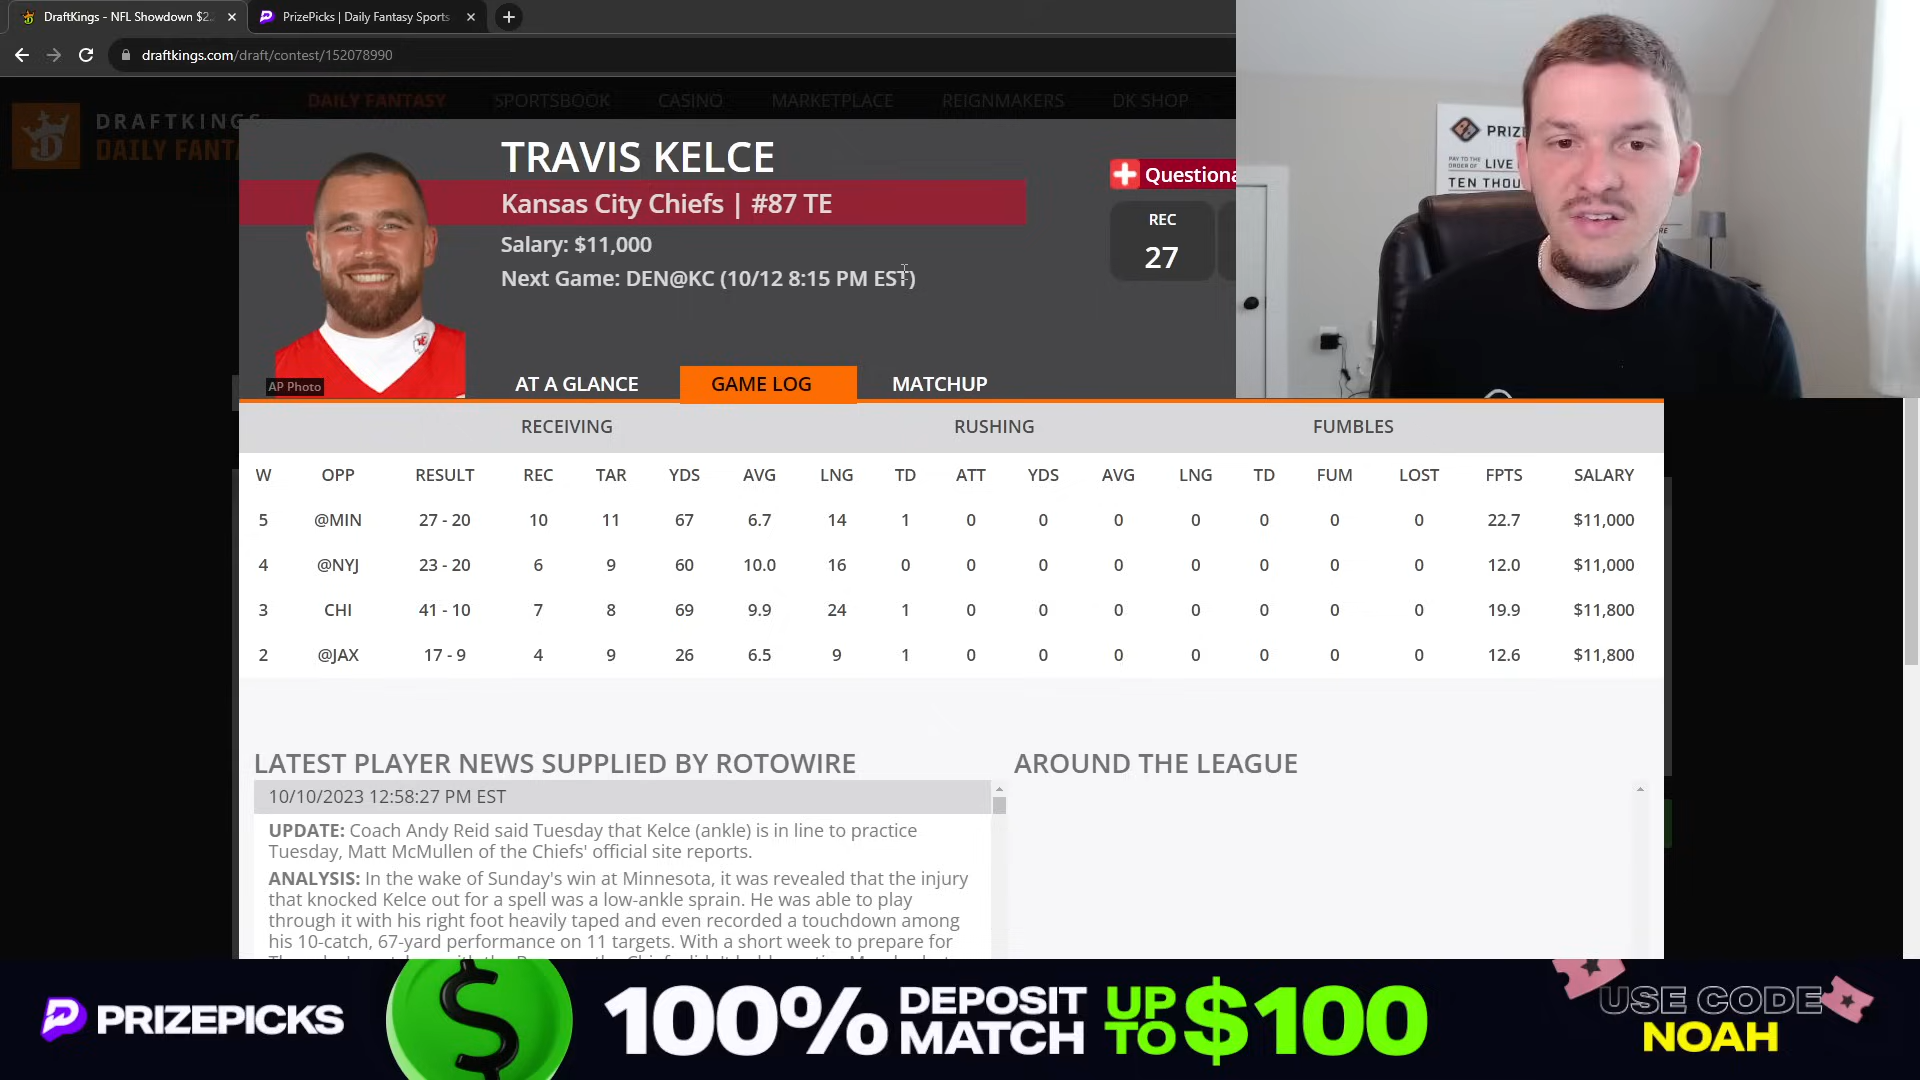 DraftKings - NFL Showdown $2.
PrizePicks | Daily Fantasy Sports
draftkings.com/draft/contest/152078990
DAILY FANTASY SPORTSBOOK CASINO MARKETPLACE REIGNMAKERS DK SHOP
DRAFTKINGS
DAILY FANTA
TRAVIS KELCE
Kansas City Chiefs | #87 TE
Salary: $11,000
Next Game: DEN@KC (10/12 8:15 PM EST)
Questiona
REC
27
PRIZE
PAY TO THE ORDER OF LIVE
TEN THOU
AP Photo
AT A GLANCE GAME LOG MATCHUP
RECEIVING RUSHING FUMBLES
W OPP RESULT REC TAR YDS AVG LNG TD ATT YDS AVG LNG TD FUM LOST FPTS SALARY
5 @MIN 27 - 20 10 11 67 6.7 14 1 0 0 0 0 0 0 0 22.7 $11,000
4 @NYJ 23 - 20 6 9 60 10.0 16 0 0 0 0 0 0 0 0 12.0 $11,000
3 CHI 41 - 10 7 8 69 9.9 24 1 0 0 0 0 0 0 0 19.9 $11,800
2 @JAX 17 - 9 4 9 26 6.5 9 1 0 0 0 0 0 0 0 12.6 $11,800
LATEST PLAYER NEWS SUPPLIED BY ROTOWIRE
AROUND THE LEAGUE
10/10/2023 12:58:27 PM EST
UPDATE: Coach Andy Reid said Tuesday that Kelce (ankle) is in line to practice
Tuesday, Matt McMullen of the Chiefs' official site reports.
ANALYSIS: In the wake of Sunday's win at Minnesota, it was revealed that the injury
that knocked Kelce out for a spell was a low-ankle sprain. He was able to play
through it with his right foot heavily taped and even recorded a touchdown among
his 10-catch, 67-yard performance on 11 targets. With a short week to prepare for
PRIZEPICKS
100% DEPOSIT MATCH UP TO $100
USE CODE
NOAH